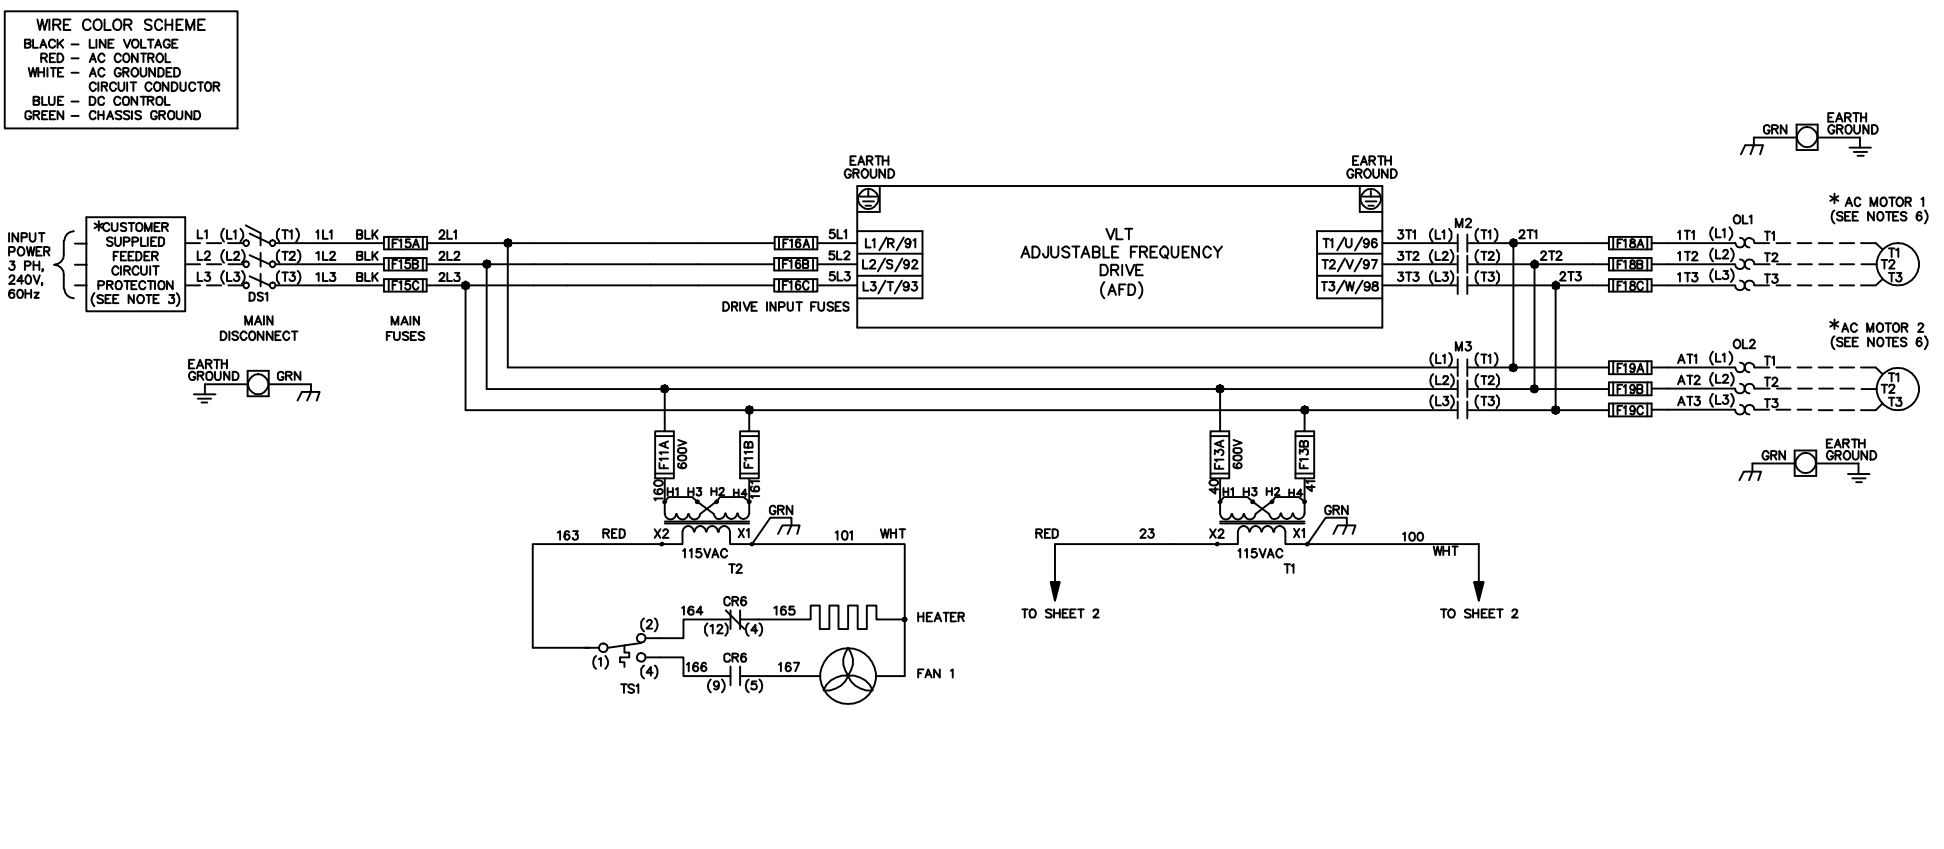 WIRE COLOR SCHEME
BLACK – LINE VOLTAGE
RED – AC CONTROL
WHITE – AC GROUNDED
CIRCUIT CONDUCTOR
BLUE – DC CONTROL
GREEN – CHASSIS GROUND
INPUT
POWER
3 PH,
240V,
60Hz
*CUSTOMER
SUPPLIED
FEEDER
CIRCUIT
PROTECTION
(SEE NOTE 3)
L1 (L1) (T1) 1L1 BLK F15A 2L1
L2 (L2) (T2) 1L2 BLK F15B 2L2
L3 (L3) (T3) 1L3 BLK F15C 2L3
DS1
MAIN
DISCONNECT
MAIN
FUSES
EARTH
GROUND
GRN
F16A 5L1 L1/R/91
F16B 5L2 L2/S/92
F16C 5L3 L3/T/93
DRIVE INPUT FUSES
EARTH
GROUND
VLT
ADJUSTABLE FREQUENCY
DRIVE
(AFD)
EARTH
GROUND
M2
T1/U/96 3T1 (L1) (T1) 2T1 F18A 1T1 (L1) T1
T2/V/97 3T2 (L2) (T2) 2T2 F18B 1T2 (L2) T2
T3/W/98 3T3 (L3) (T3) 2T3 F18C 1T3 (L3) T3
OL1
GRN
EARTH
GROUND
* AC MOTOR 1
(SEE NOTES 6)
T1
T2
T3
M3
(L1) (T1) F19A AT1 (L1) T1
(L2) (T2) F19B AT2 (L2) T2
(L3) (T3) F19C AT3 (L3) T3
OL2
* AC MOTOR 2
(SEE NOTES 6)
T1
T2
T3
GRN
EARTH
GROUND
F11A
600V
F11B
160
161
H1 H3 H2 H4
GRN
163 RED X2 X1 101 WHT
115VAC
T2
CR6
164 165
(12) (4)
HEATER
(2)
(1)
(4)
TS1
CR6
166 167
(9) (5)
FAN 1
F13A
600V
F13B
40
41
H1 H3 H2 H4
GRN
RED 23 X2 X1 100
WHT
115VAC
T1
TO SHEET 2
TO SHEET 2